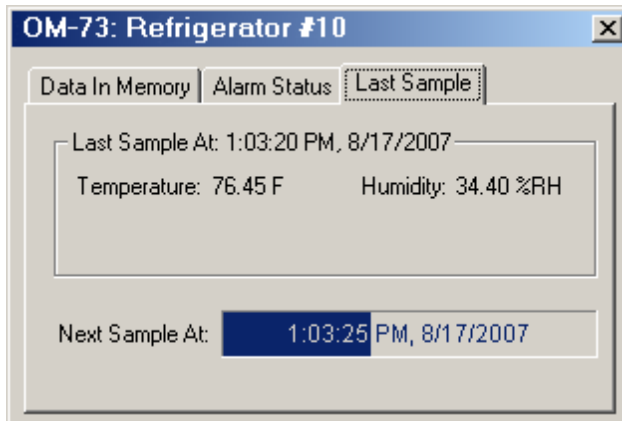 OM-73: Refrigerator #10
Data In Memory Alarm Status Last Sample
Last Sample At: 1:03:20 PM, 8/17/2007
Temperature: 76.45 F Humidity: 34.40 %RH
Next Sample At: 1:03:25 PM, 8/17/2007